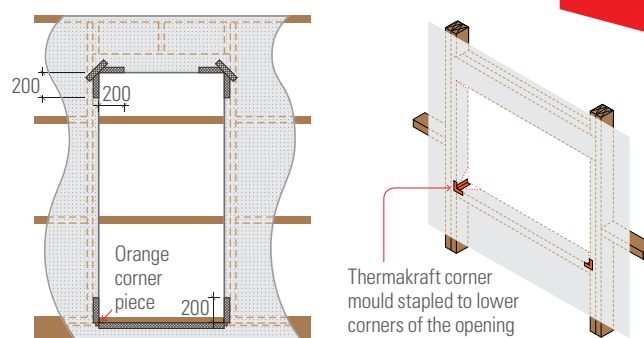 200
200
Orange
corner
piece
200
Thermakraft corner
mould stapled to lower
corners of the opening